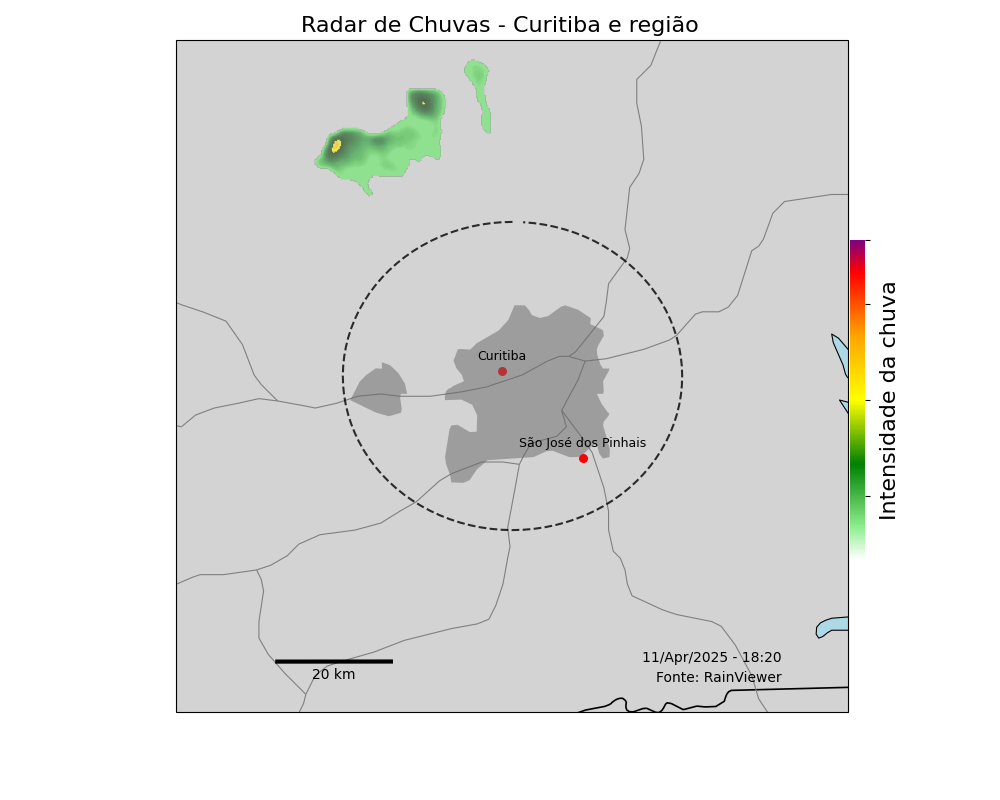 Radar de Chuvas - Curitiba e região
Curitiba
São José dos Pinhais
Intensidade da chuva
20 km
11/Apr/2025 - 18:20
Fonte: RainViewer